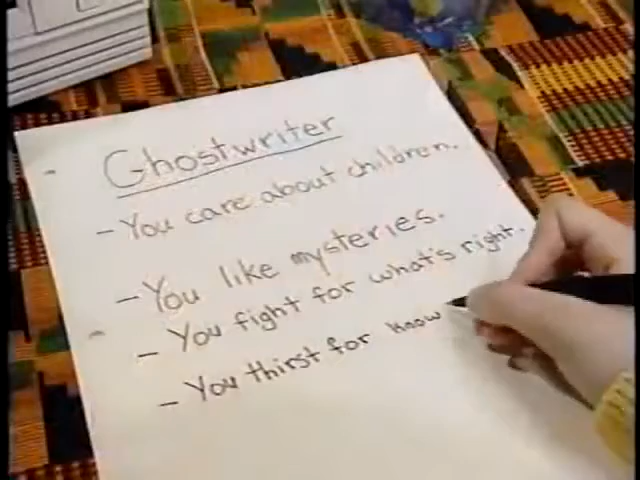 Ghostwriter
- You care about children.
- You like mysteries.
- You fight for what's right.
- You thirst for know